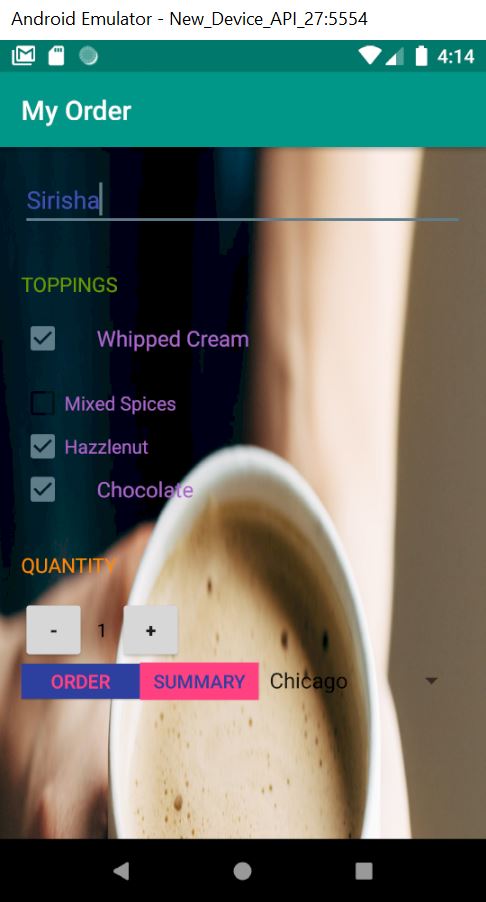 Android Emulator - New_Device_API_27:5554
4:14
My Order
Sirisha
TOPPINGS
Whipped Cream
Mixed Spices
Hazzlenut
Chocolate
QUANTITY
- 1 +
ORDER SUMMARY Chicago